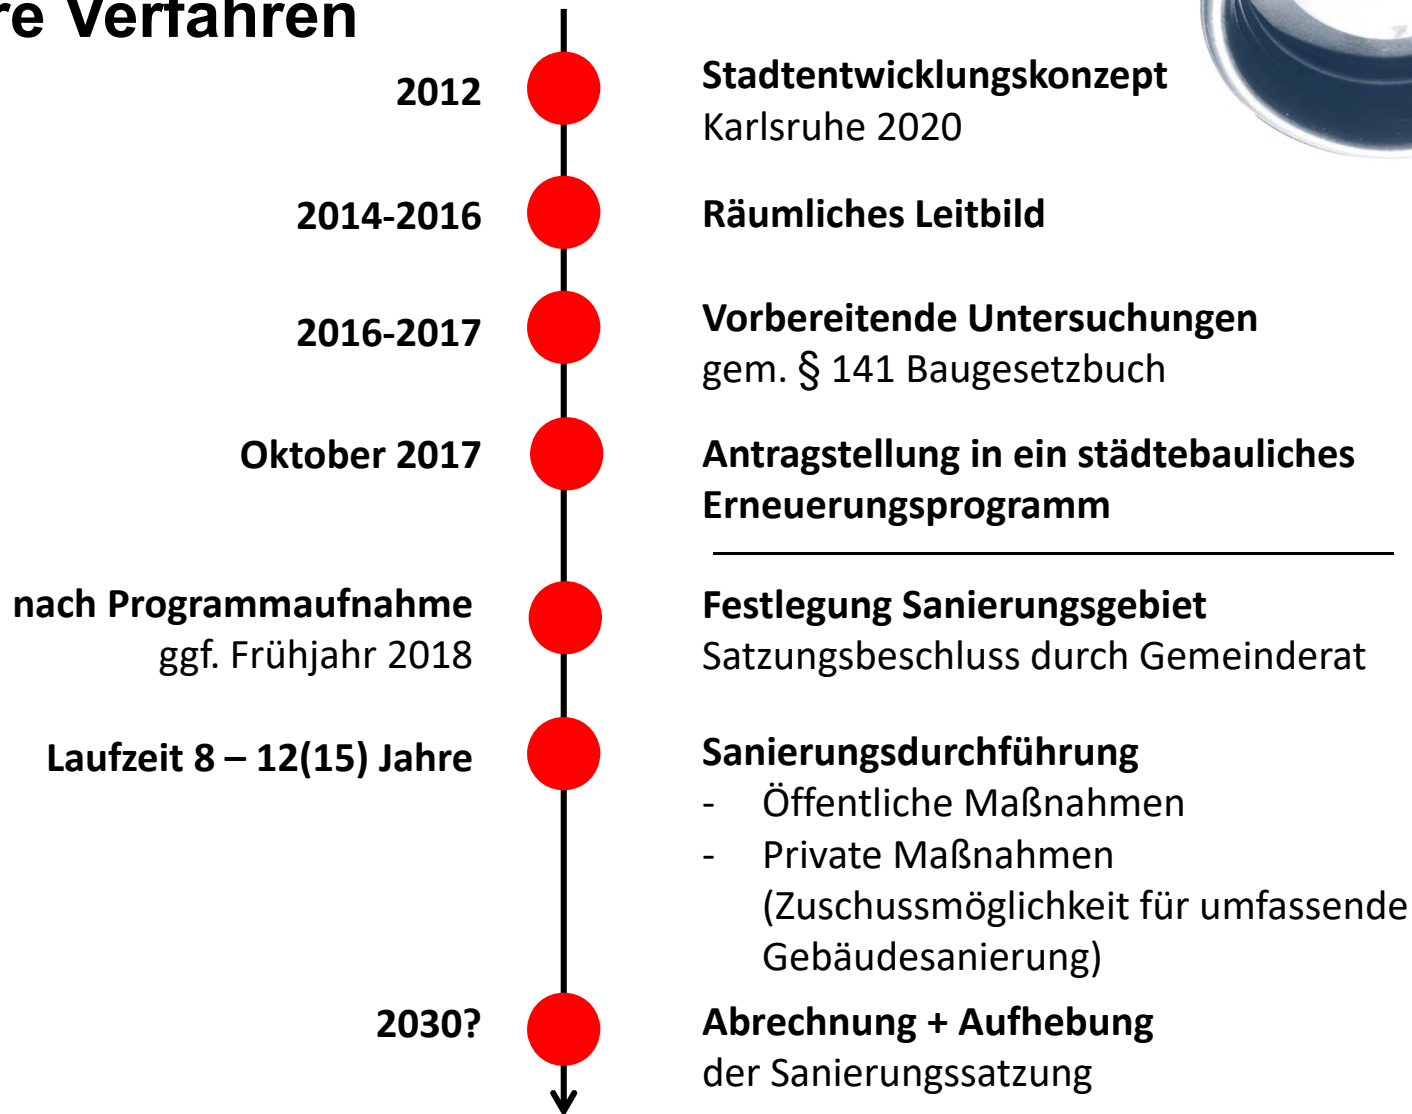 re Verfahren
2012
Stadtentwicklungskonzept
Karlsruhe 2020
2014-2016
Räumliches Leitbild
2016-2017
Vorbereitende Untersuchungen
gem. § 141 Baugesetzbuch
Oktober 2017
Antragstellung in ein städtebauliches
Erneuerungsprogramm
nach Programmaufnahme
ggf. Frühjahr 2018
Festlegung Sanierungsgebiet
Satzungsbeschluss durch Gemeinderat
Laufzeit 8 – 12(15) Jahre
Sanierungsdurchführung
- Öffentliche Maßnahmen
- Private Maßnahmen
(Zuschussmöglichkeit für umfassende
Gebäudesanierung)
2030?
Abrechnung + Aufhebung
der Sanierungssatzung